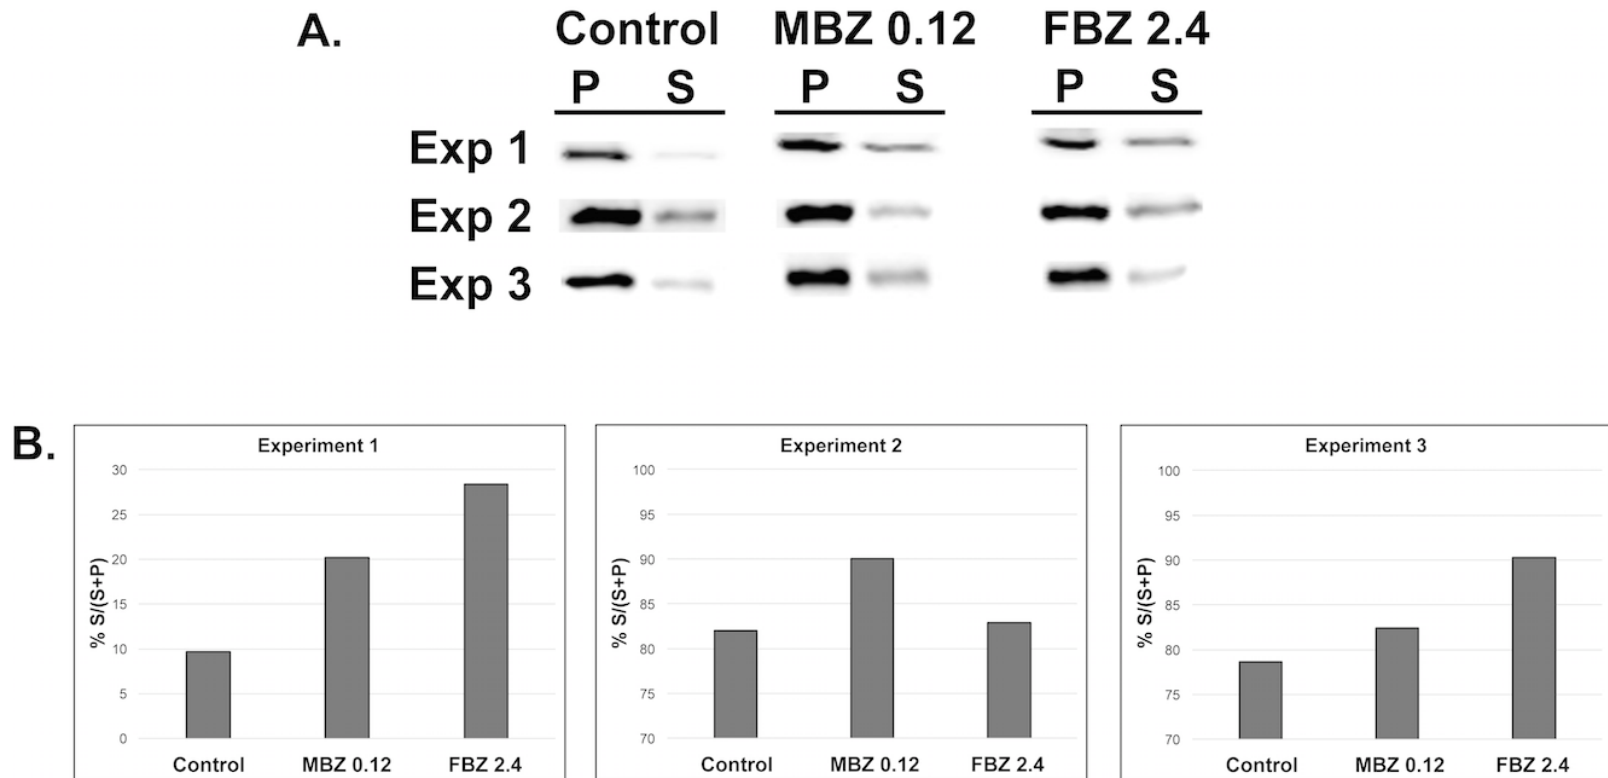 A.
Control MBZ 0.12 FBZ 2.4
P S P S P S
Exp 1
Exp 2
Exp 3
B.
Experiment 1
% S/(S+P)
30
25
20
15
10
5
0
Control MBZ 0.12 FBZ 2.4
Experiment 2
% S/(S+P)
100
95
90
85
80
75
70
Control MBZ 0.12 FBZ 2.4
Experiment 3
% S/(S+P)
100
95
90
85
80
75
70
Control MBZ 0.12 FBZ 2.4